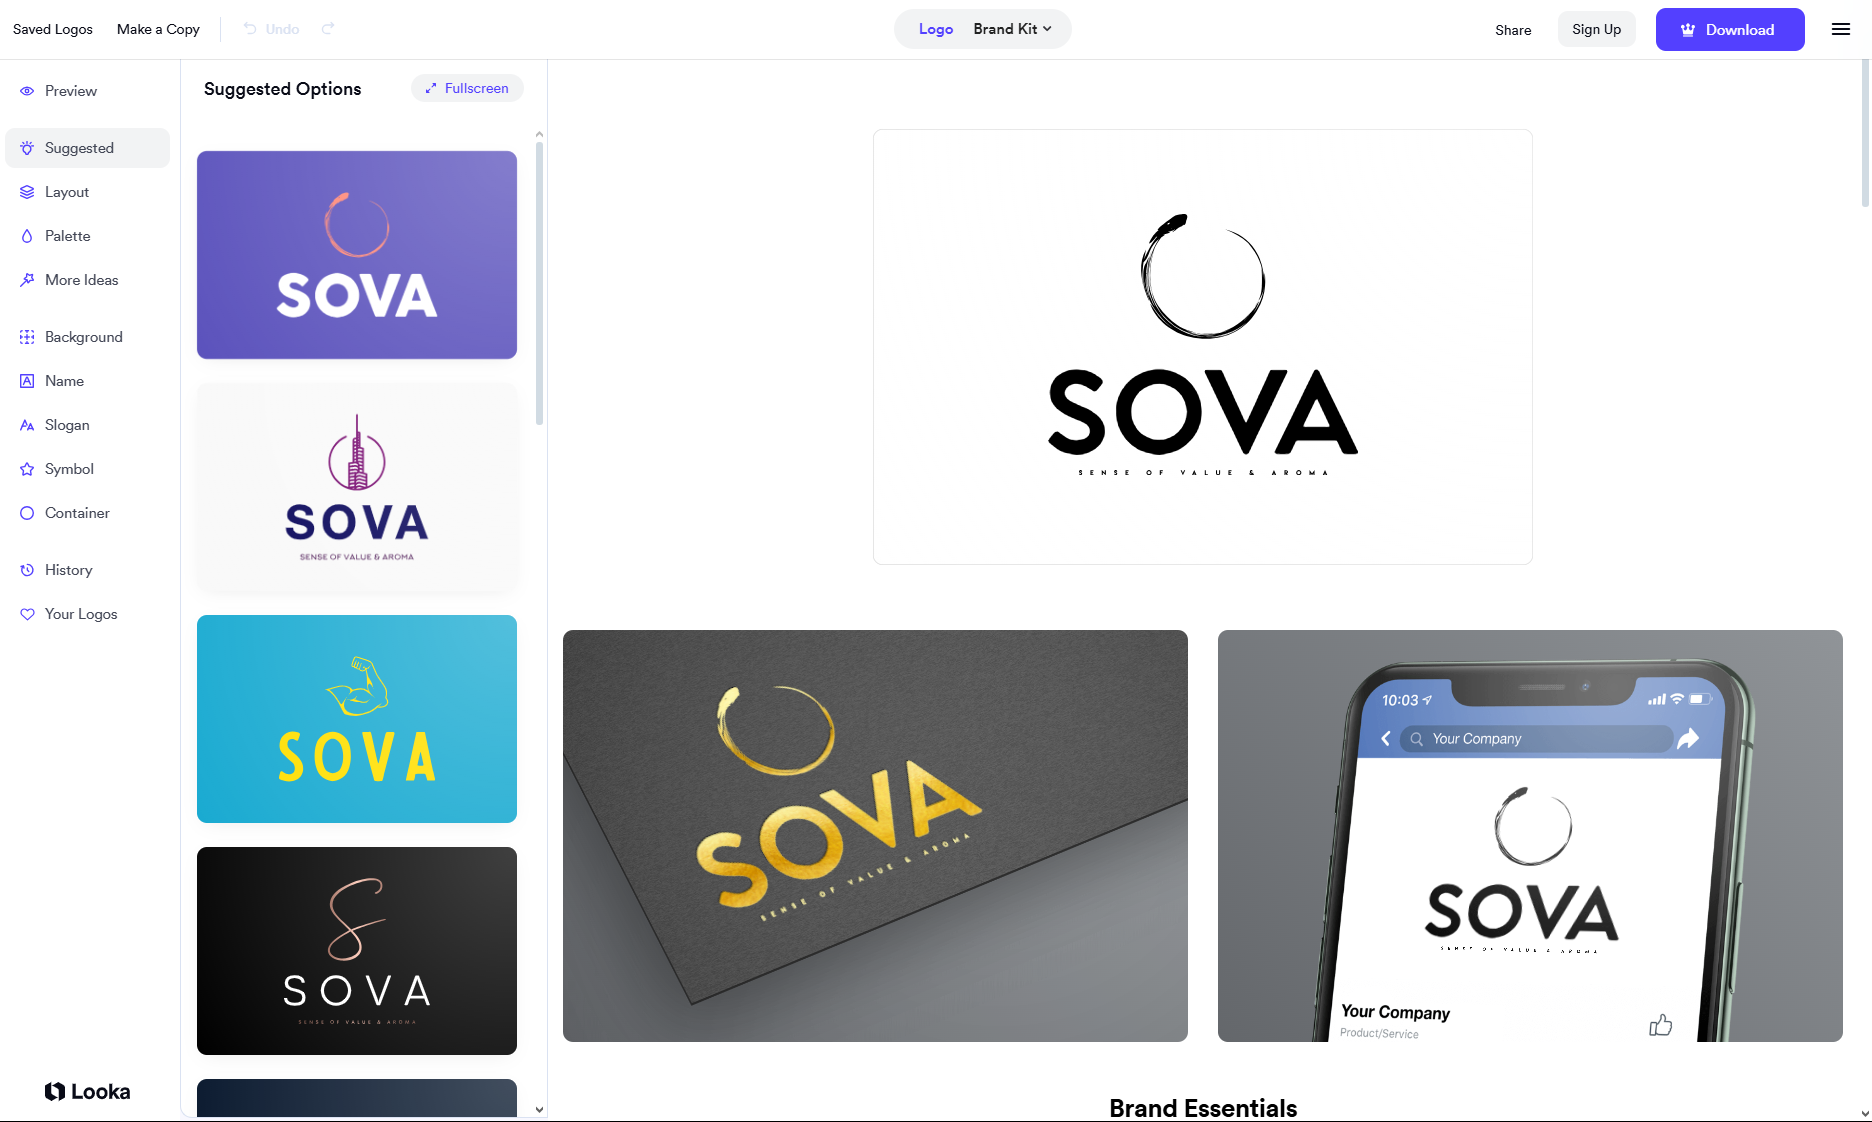 Saved Logos
Make a Copy
Undo
Logo
Brand Kit
Share
Sign Up
Download
Preview
Suggested
Layout
Palette
More Ideas
Background
Name
Slogan
Symbol
Container
History
Your Logos
Looka
Suggested Options
Fullscreen
SOVA
SOVA
SENSE OF VALUE & AROMA
SOVA
S
SOVA
SENSE OF VALUE & AROMA
SOVA
SENSE OF VALUE & AROMA
SOVA
SENSE OF VALUE & AROMA
10:03
Your Company
SOVA
SENSE OF VALUE & AROMA
Your Company
Product/Service
Brand Essentials